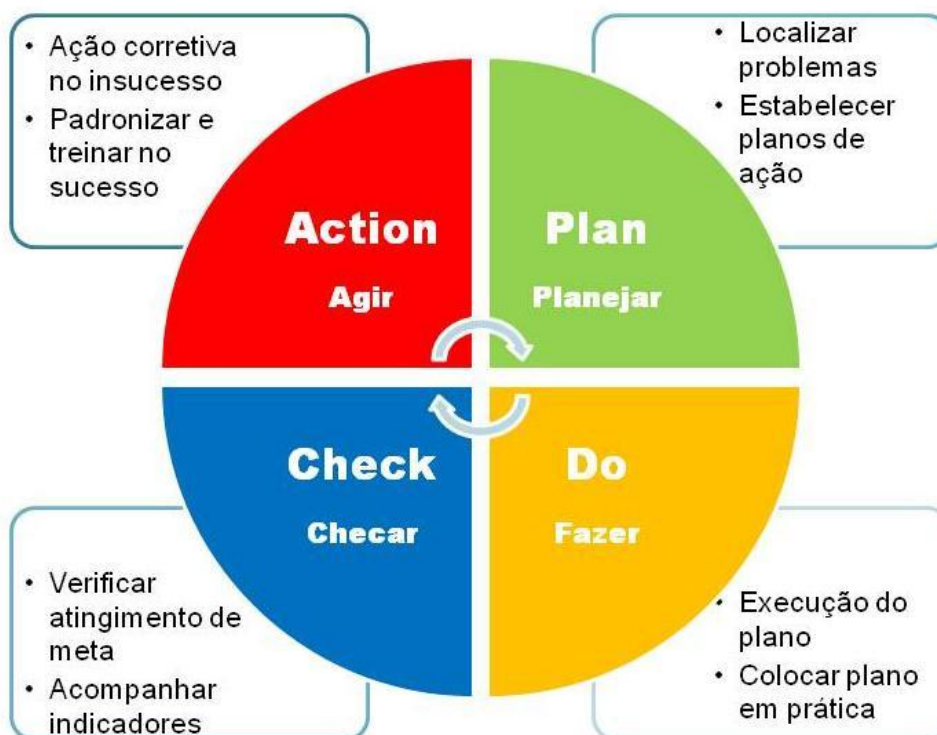 • Ação corretiva
no insucesso
• Padronizar e
treinar no
sucesso
• Localizar
problemas
• Estabelecer
planos de
ação
Action
Agir
Plan
Planejar
Check
Checar
Do
Fazer
• Verificar
atingimento de
meta
• Acompanhar
indicadores
• Execução do
plano
• Colocar plano
em prática